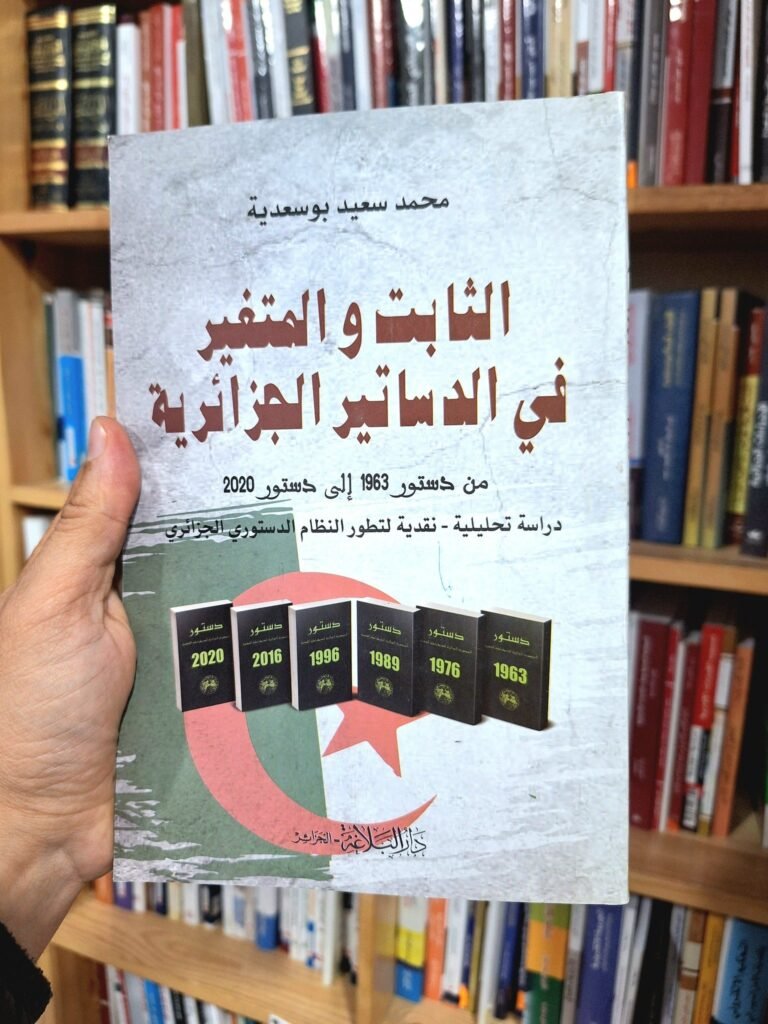 محمد سعيد بوسعدية
الثابت و المتغير
في الدساتير الجزائرية
من دستور 1963 إلى دستور 2020
دراسة تحليلية - نقدية لتطور النظام الدستوري الجزائري
دستور
1963
دستور
1976
دستور
1989
دستور
1996
دستور
2016
دستور
2020
دار البلاغة - الجزائر